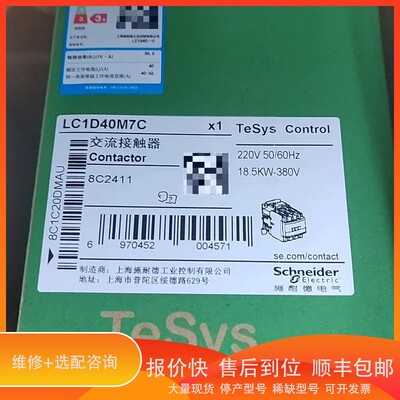 LC1D40M7C x1 TeSys Control
交流接触器
Contactor
220V 50/60Hz
18.5KW-380V
8C2411
8C1C20DMAU
6 970452 004571
se.com/contact
制造商: 上海施耐德工业控制有限公司
地址: 上海市普陀区绥德路629号
Schneider
Electric
施耐德电气
TeSys
维修+选配咨询
报价合理 售后到位 顺丰包邮
大量现货 停产型号 稀缺型号 可开发票